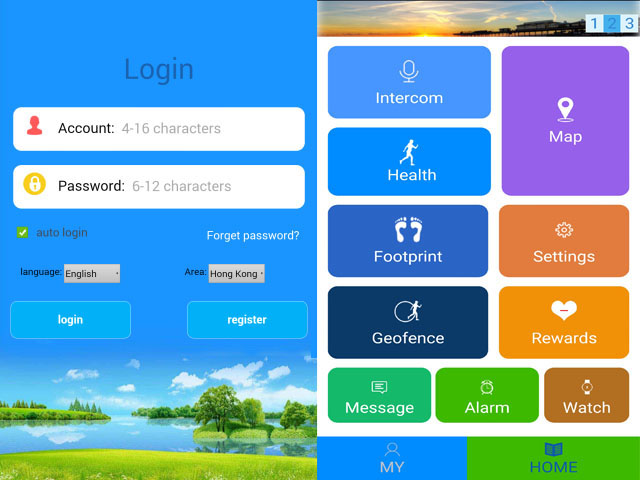 Login
Account: 4-16 characters
Password: 6-12 characters
auto login
Forget password?
language: English
Area: Hong Kong
login
register
1 2 3
Intercom
Map
Health
Footprint
Settings
Geofence
Rewards
Message
Alarm
Watch
MY
HOME